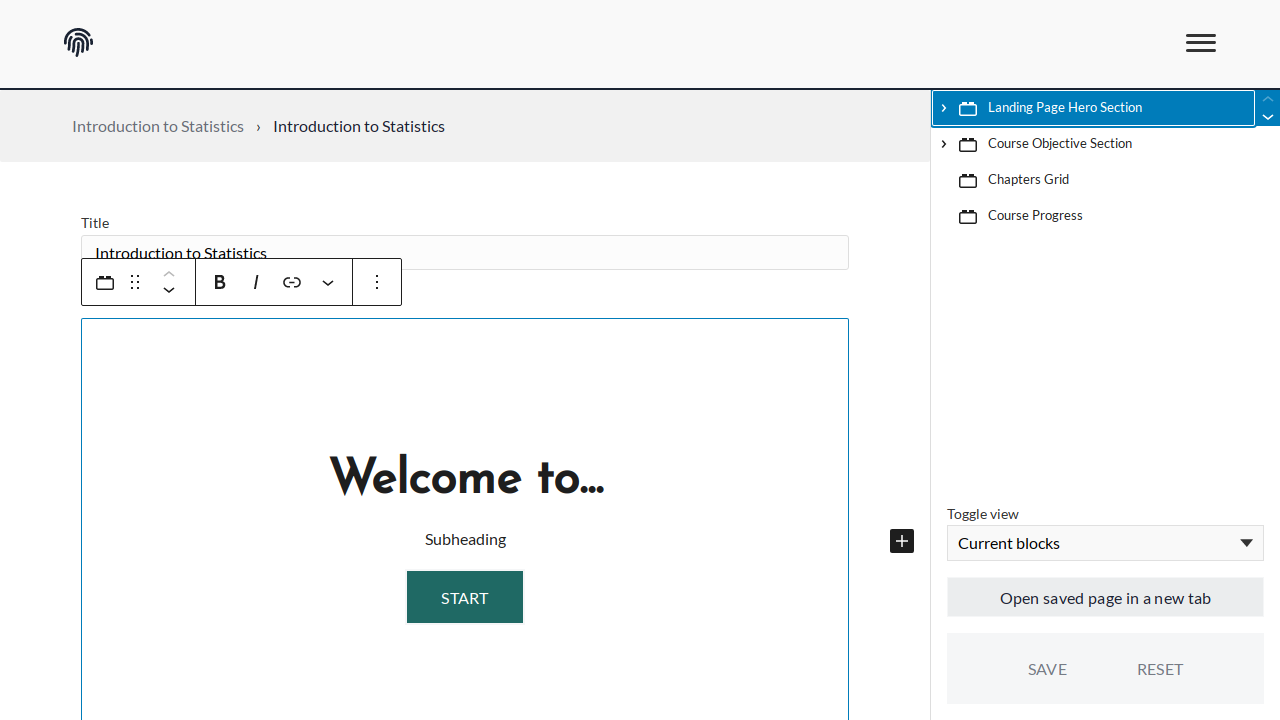 Introduction to Statistics › Introduction to Statistics
Title
Introduction to Statistics
B I
Welcome to...
Subheading
START
Landing Page Hero Section
Course Objective Section
Chapters Grid
Course Progress
Toggle view
Current blocks
Open saved page in a new tab
SAVE RESET